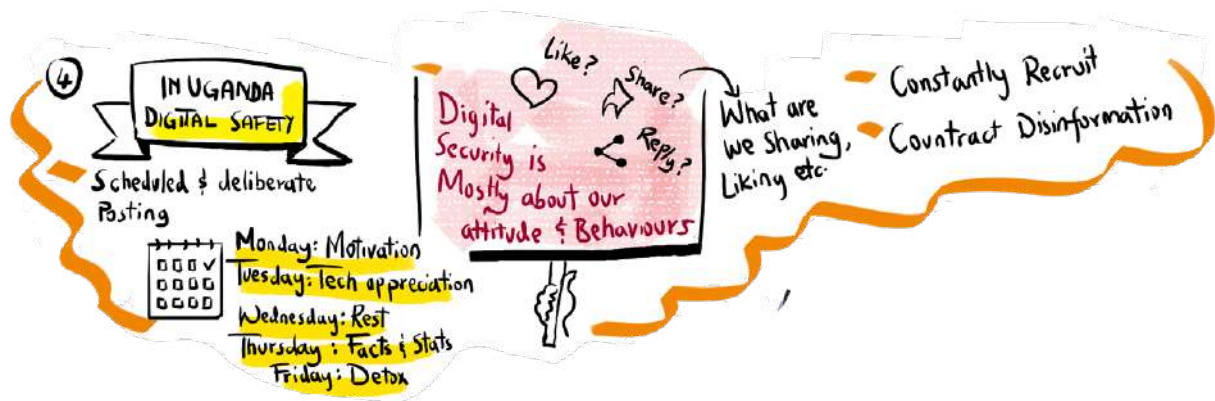 4
IN UGANDA
DIGITAL SAFETY
Scheduled & deliberate
Posting
Monday: Motivation
Tuesday: Tech appreciation
Wednesday: Rest
Thursday: Facts & Stats
Friday: Detox
Like?
Share?
Reply?
Digital
Security is
Mostly about our
attitude & Behaviours
What are
we Sharing,
Liking etc.
Constantly Recruit
Countract Disinformation